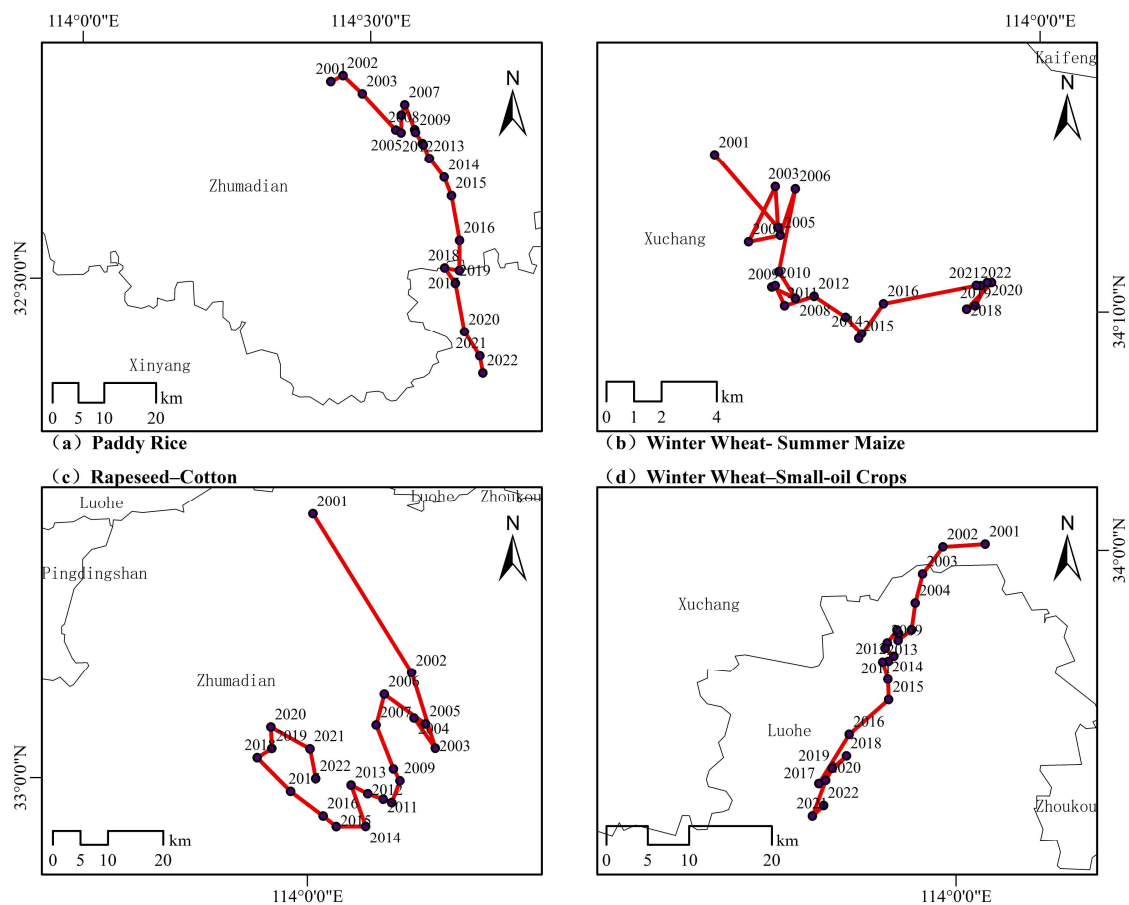 114°0'0"E
114°30'0"E
114°0'0"E
Kaifeng
N
N
2001
2002
2003
2007
2008
2009
2005
2013
2014
2015
2016
2018
2019
2020
2021
2022
Zhumadian
Xinyang
32°30'0"N
0 5 10 20
km
(a) Paddy Rice
2001
2003
2006
2005
Xuchang
2009
2010
2012
2011
2008
2014
2015
2016
2021
2022
2020
2018
34°10'0"N
0 1 2 4
km
(b) Winter Wheat- Summer Maize
(c) Rapeseed–Cotton
Luohe
Luohe
Zhoukou
N
Pingdingshan
Zhumadian
2001
2002
2006
2007
2005
2004
2003
2020
2019
2021
2022
2013
2009
2012
2011
2016
2015
2014
33°0'0"N
0 5 10 20
km
114°0'0"E
(d) Winter Wheat–Small-oil Crops
N
2002
2001
2003
2004
Xuchang
2009
2013
2014
2015
2016
Luohe
2018
2019
2020
2017
2022
2021
Zhoukou
34°0'0"N
0 5 10 20
km
114°0'0"E